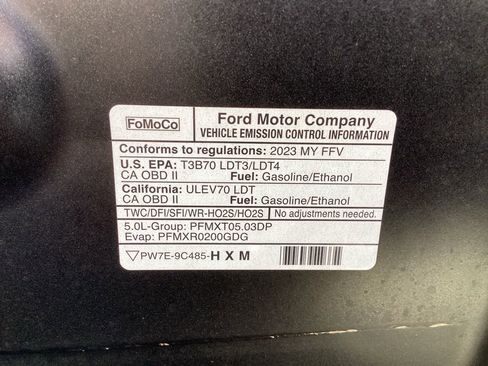 FoMoCo
Ford Motor Company
VEHICLE EMISSION CONTROL INFORMATION
Conforms to regulations: 2023 MY FFV
U.S. EPA: T3B70 LDT3/LDT4
CA OBD II Fuel: Gasoline/Ethanol
California: ULEV70 LDT
CA OBD II Fuel: Gasoline/Ethanol
TWC/DFI/SFI/WR-HO2S/HO2S No adjustments needed.
5.0L-Group: PFMXT05.03DP
Evap: PFMXR0200GDG
PW7E-9C485-HXM